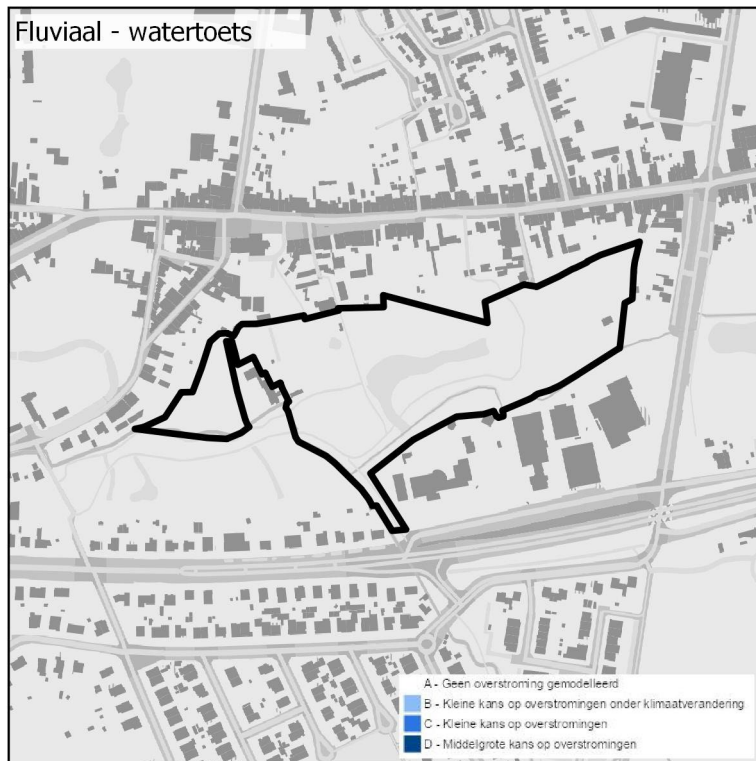 Fluviaal - watertoets
A - Geen overstroming gemodelleerd
B - Kleine kans op overstromingen onder klimaatverandering
C - Kleine kans op overstromingen
D - Middelgrote kans op overstromingen